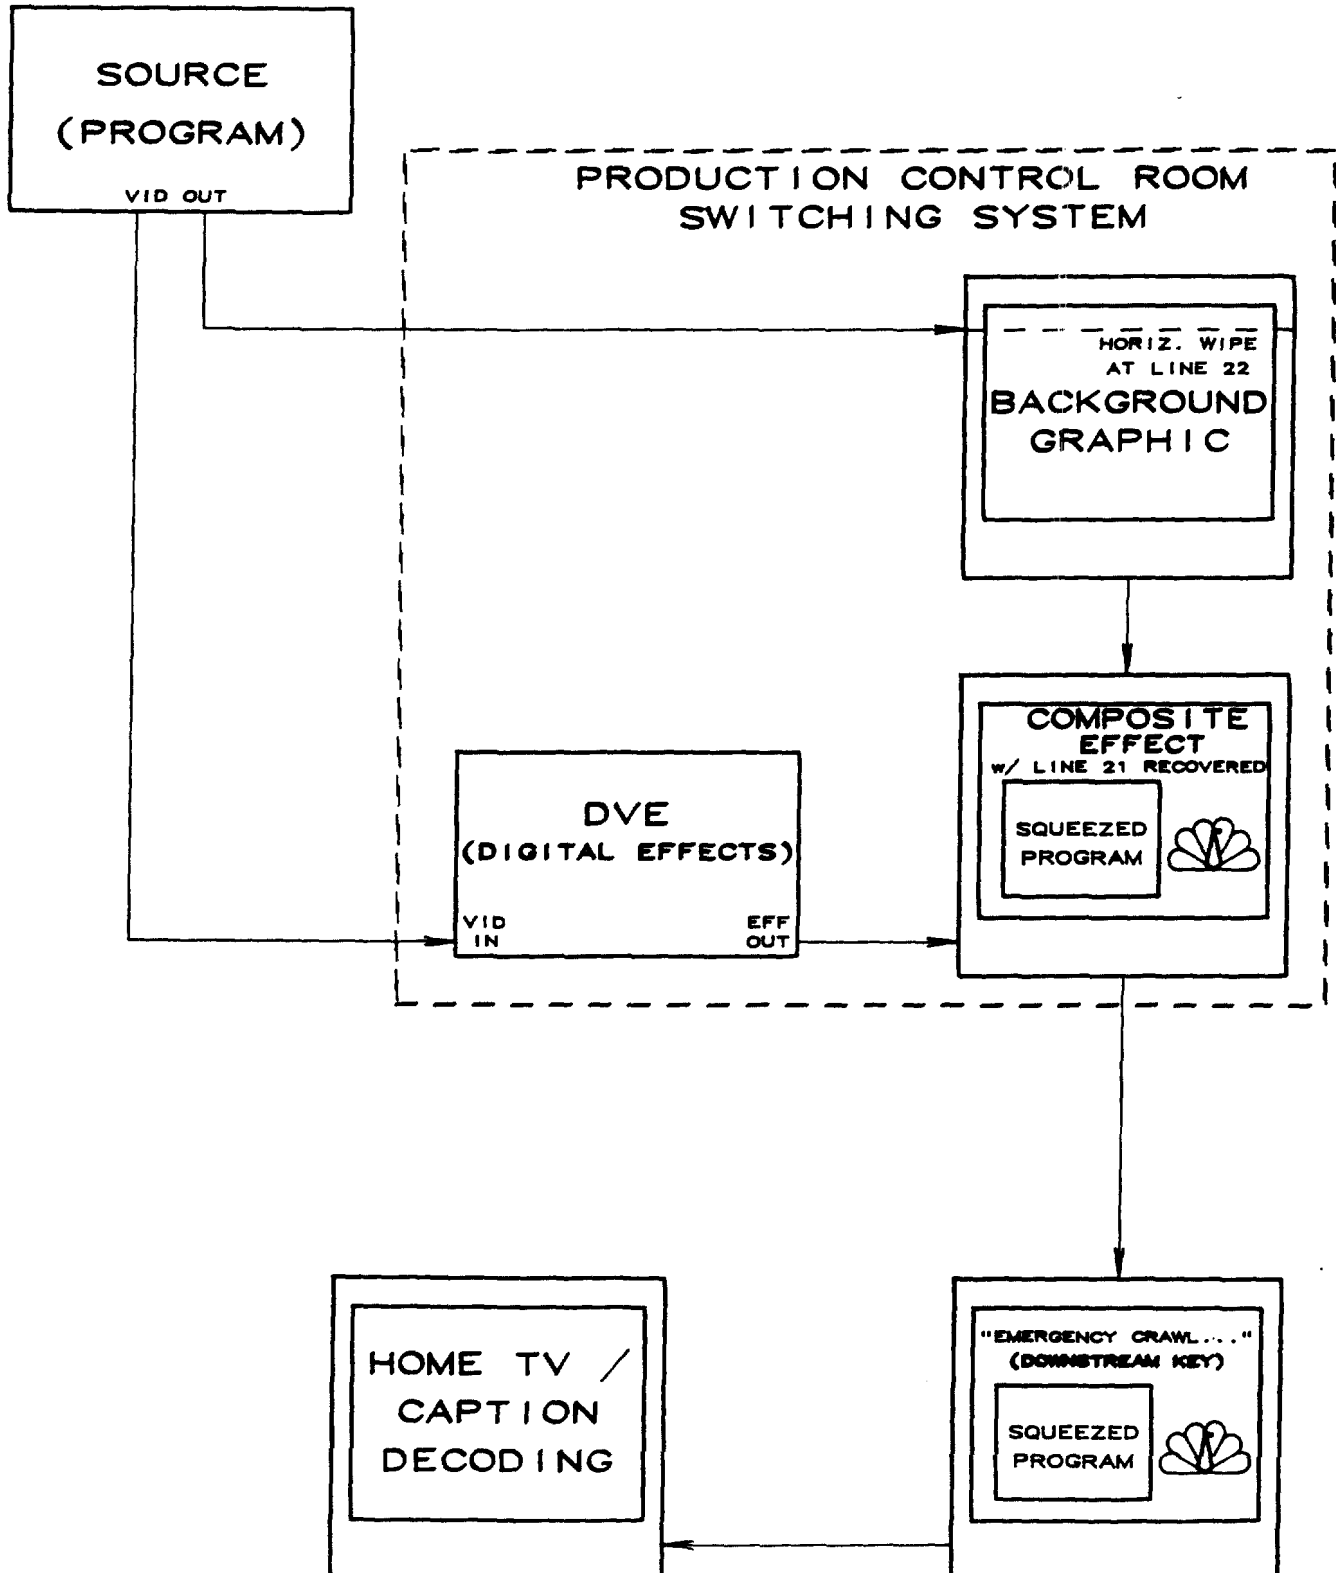 SOURCE
(PROGRAM)
VID OUT
PRODUCTION CONTROL ROOM
SWITCHING SYSTEM
HORIZ. WIPE
AT LINE 22
BACKGROUND
GRAPHIC
COMPOSITE
EFFECT
w/ LINE 21 RECOVERED
SQUEEZED
PROGRAM
DVE
(DIGITAL EFFECTS)
VID
IN
EFF
OUT
"EMERGENCY CRAWL...."
(DOWNSTREAM KEY)
SQUEEZED
PROGRAM
HOME TV /
CAPTION
DECODING